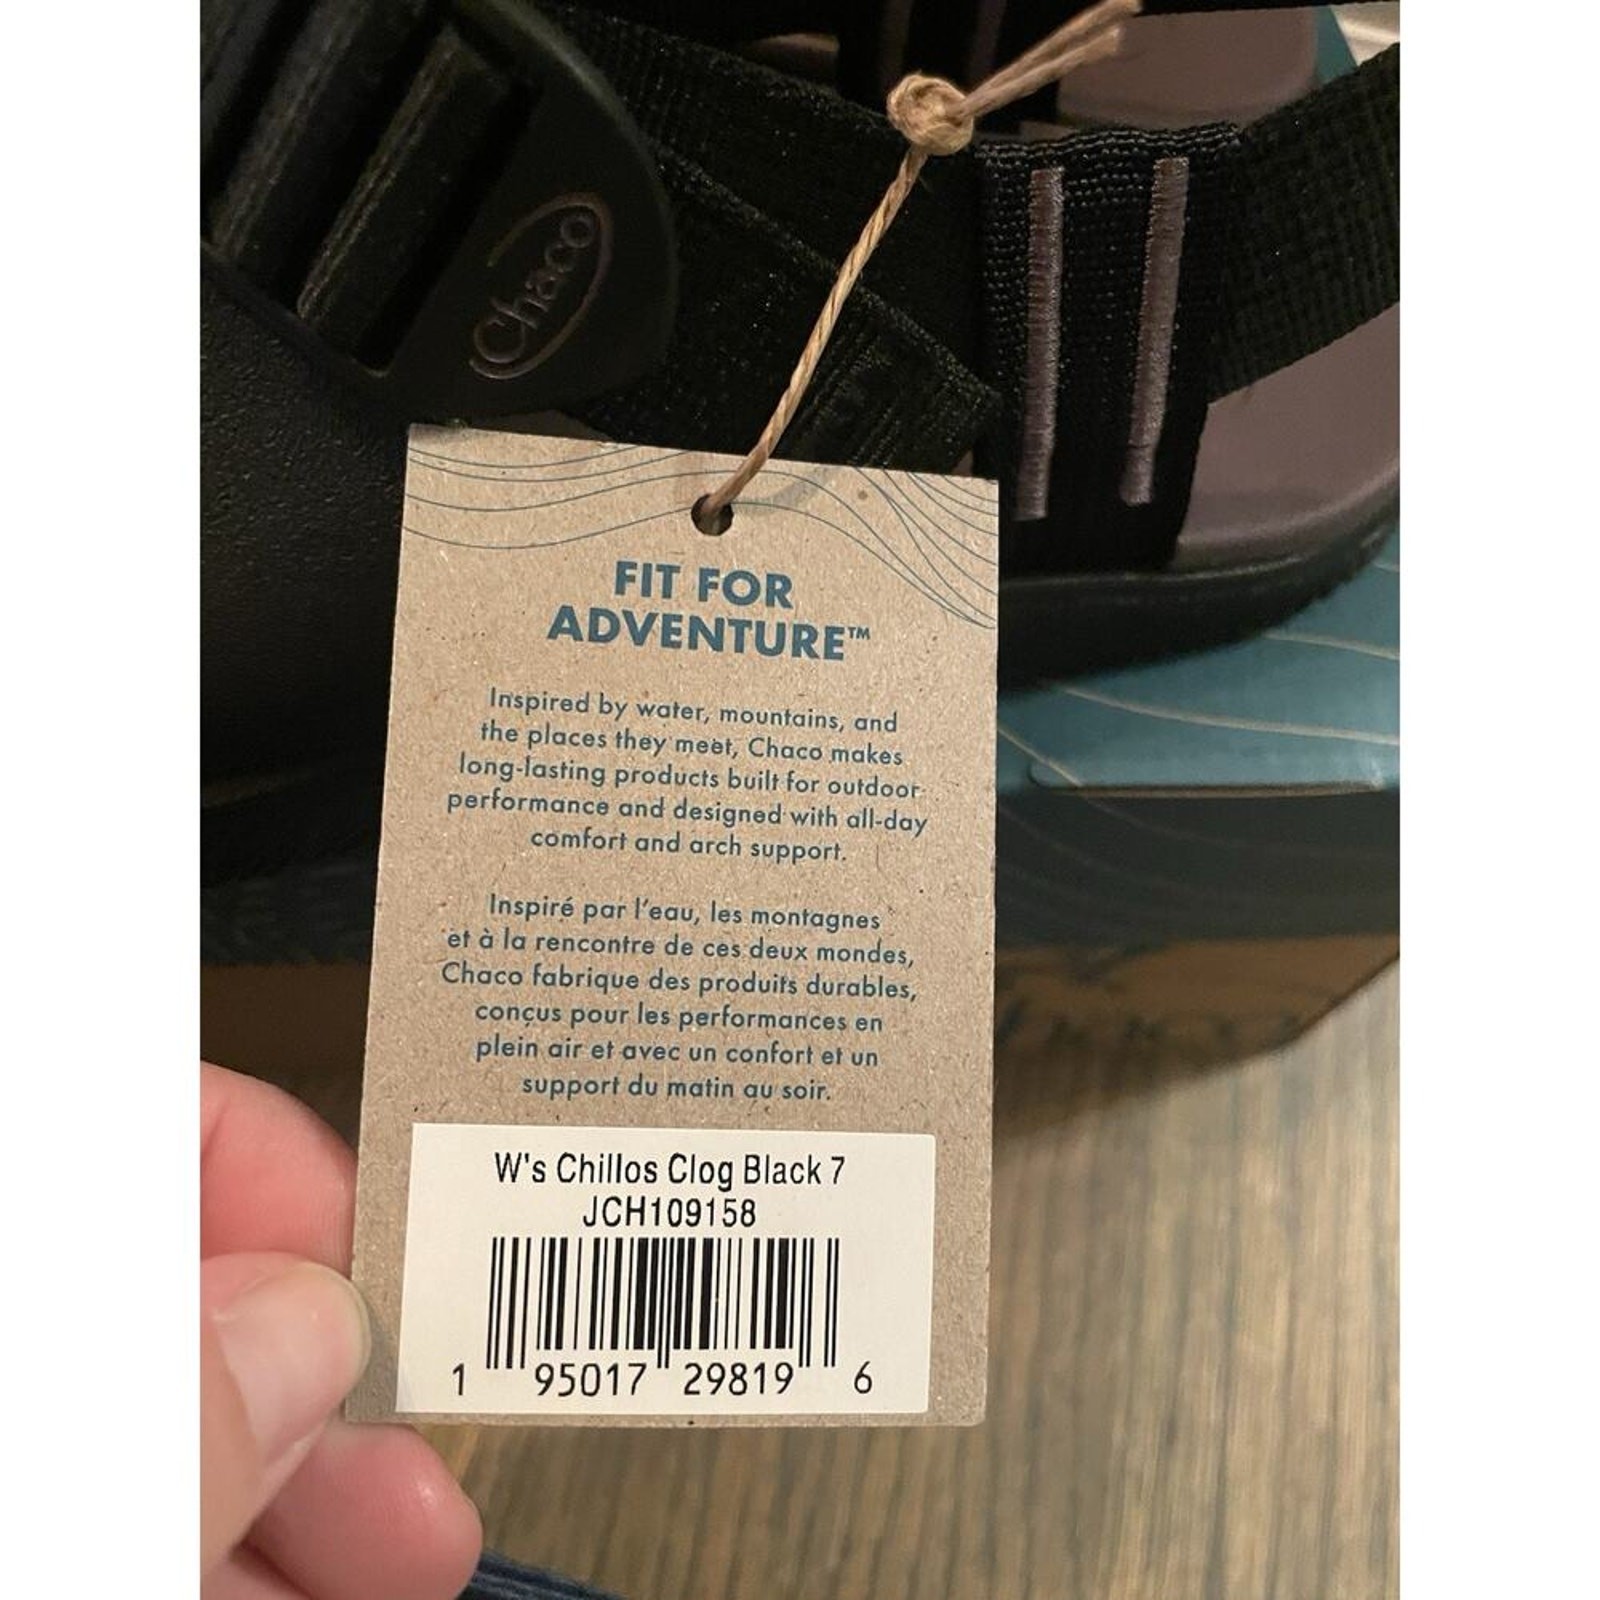 Chaco
FIT FOR
ADVENTURE™
Inspired by water, mountains, and
the places they meet, Chaco makes
long-lasting products built for outdoor
performance and designed with all-day
comfort and arch support.
Inspiré par l'eau, les montagnes
et à la rencontre de ces deux mondes,
Chaco fabrique des produits durables,
conçus pour les performances en
plein air et avec un confort et un
support du matin au soir.
W's Chillos Clog Black 7
JCH109158
1 95017 29819 6